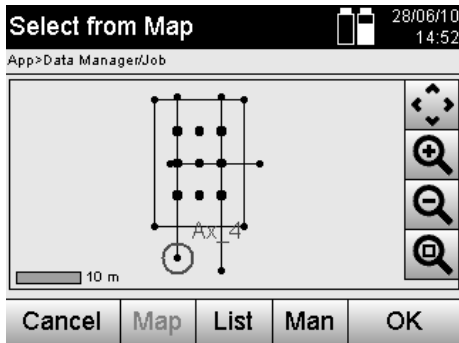 Select from Map
28/06/10
14:52
App>Data Manager/Job
Ax_4
10 m
Cancel
Map
List
Man
OK